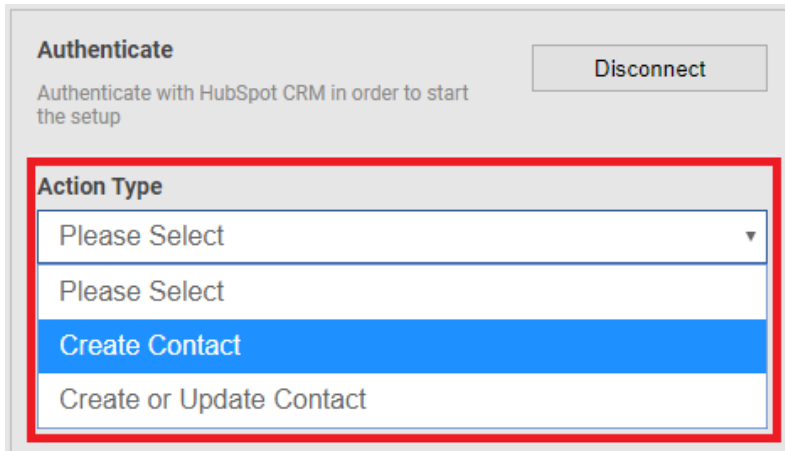 Authenticate
Disconnect
Authenticate with HubSpot CRM in order to start
the setup
Action Type
Please Select
Please Select
Create Contact
Create or Update Contact